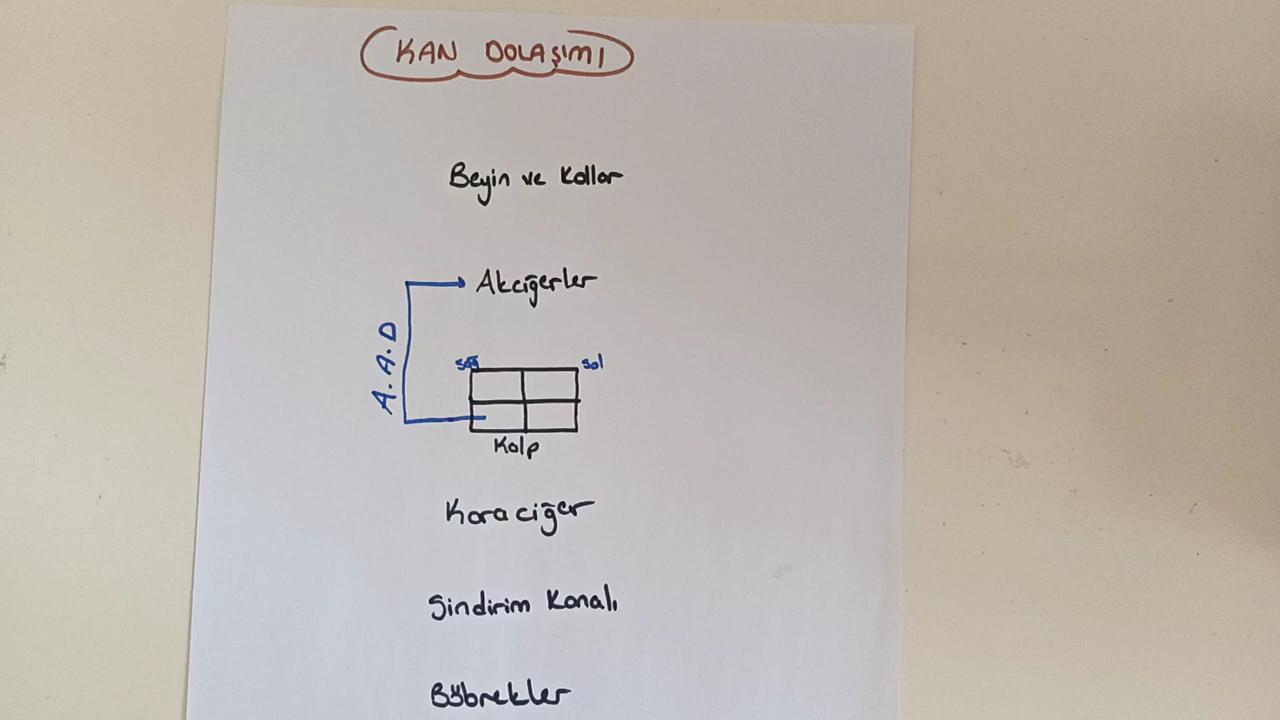 KAN DOLAŞIMI
Beyin ve Kollar
Akciğerler
A.A.D
sağ
sol
Kalp
Karaciğer
Sindirim Kanalı
Böbrekler